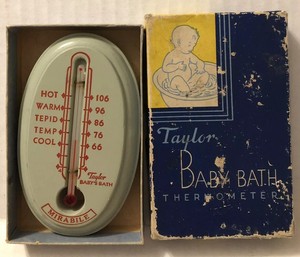 HOT 106
WARM 96
TEPID 86
TEMP 76
COOL 66
Taylor
BABY'S BATH
MIRABILE
Taylor
BABY BATH
THERMOMETER